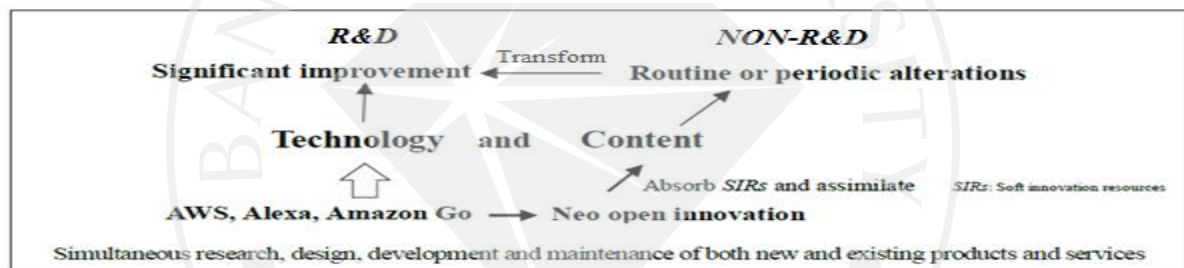 R&D NON-R&D
Transform
Significant improvement Routine or periodic alterations
Technology and Content
Absorb SIRs and assimilate SIRs: Soft innovation resources
AWS, Alexa, Amazon Go Neo open innovation
Simultaneous research, design, development and maintenance of both new and existing products and services